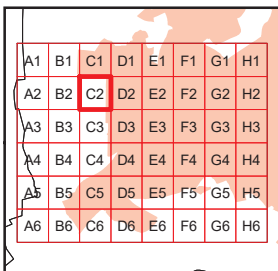 A1 B1 C1 D1 E1 F1 G1 H1
A2 B2 C2 D2 E2 F2 G2 H2
A3 B3 C3 D3 E3 F3 G3 H3
A4 B4 C4 D4 E4 F4 G4 H4
A5 B5 C5 D5 E5 F5 G5 H5
A6 B6 C6 D6 E6 F6 G6 H6